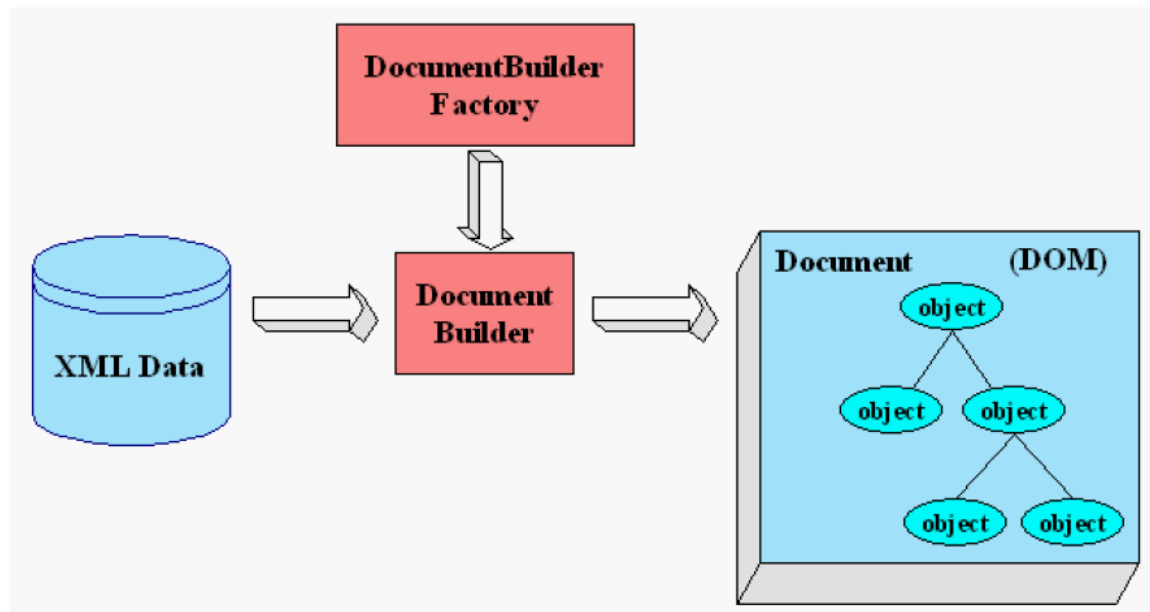 DocumentBuilder
Factory
XML Data
Document
Builder
Document (DOM)
object
object
object
object
object